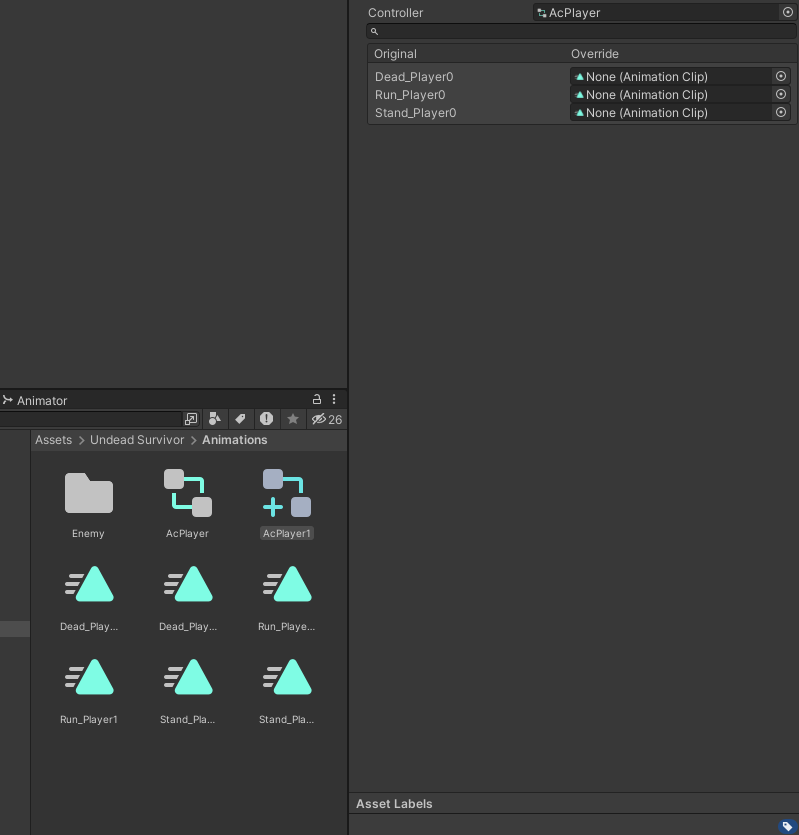 Controller
AcPlayer
Original
Override
Dead_Player0
None (Animation Clip)
Run_Player0
None (Animation Clip)
Stand_Player0
None (Animation Clip)
Animator
26
Assets > Undead Survivor > Animations
Enemy
AcPlayer
AcPlayer1
Dead_Play...
Dead_Play...
Run_Playe...
Run_Player1
Stand_Pla...
Stand_Pla...
Asset Labels